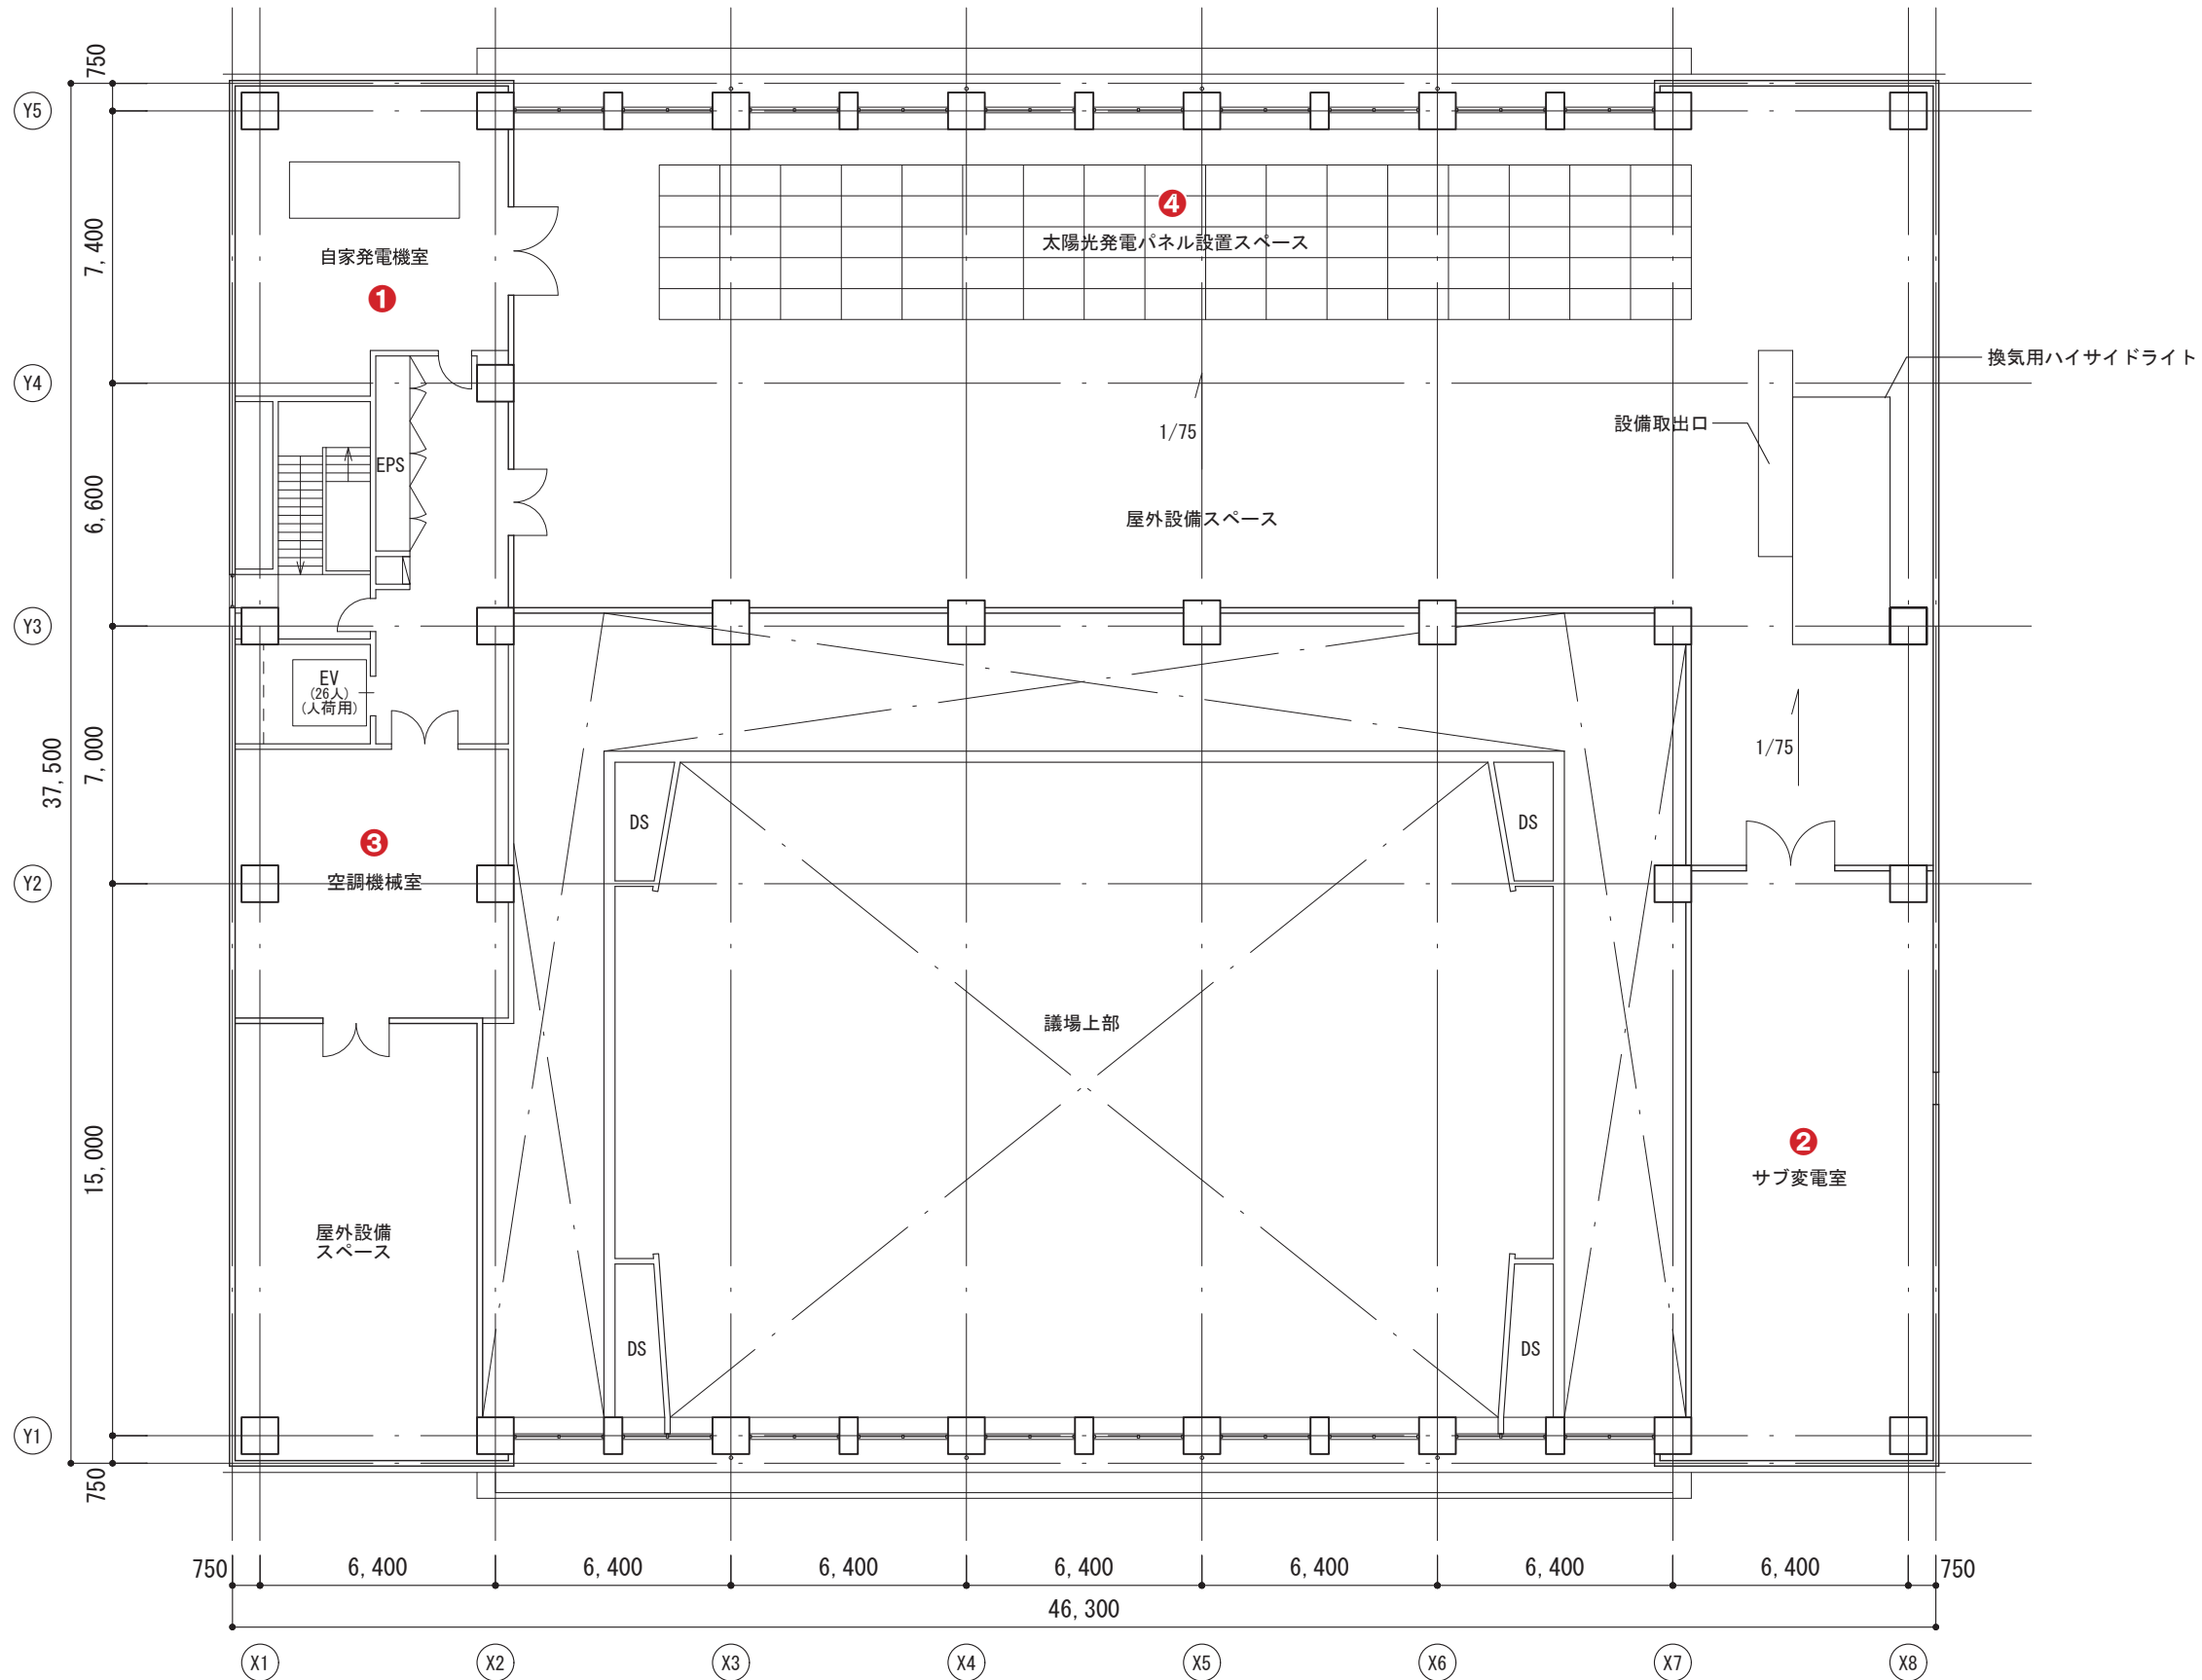 750
Y5
7,400
❹
太陽光発電パネル設置スペース
自家発電機室
❶
換気用ハイサイドライト
Y4
設備取出口
1/75
EPS
6,600
屋外設備スペース
Y3
EV
(26人)
(人荷用)
37,500
7,000
1/75
DS
DS
❸
空調機械室
Y2
議場上部
❷
サブ変電室
15,000
屋外設備
スペース
DS
DS
Y1
750
750
6,400
6,400
6,400
6,400
6,400
6,400
6,400
750
46,300
X1
X2
X3
X4
X5
X6
X7
X8